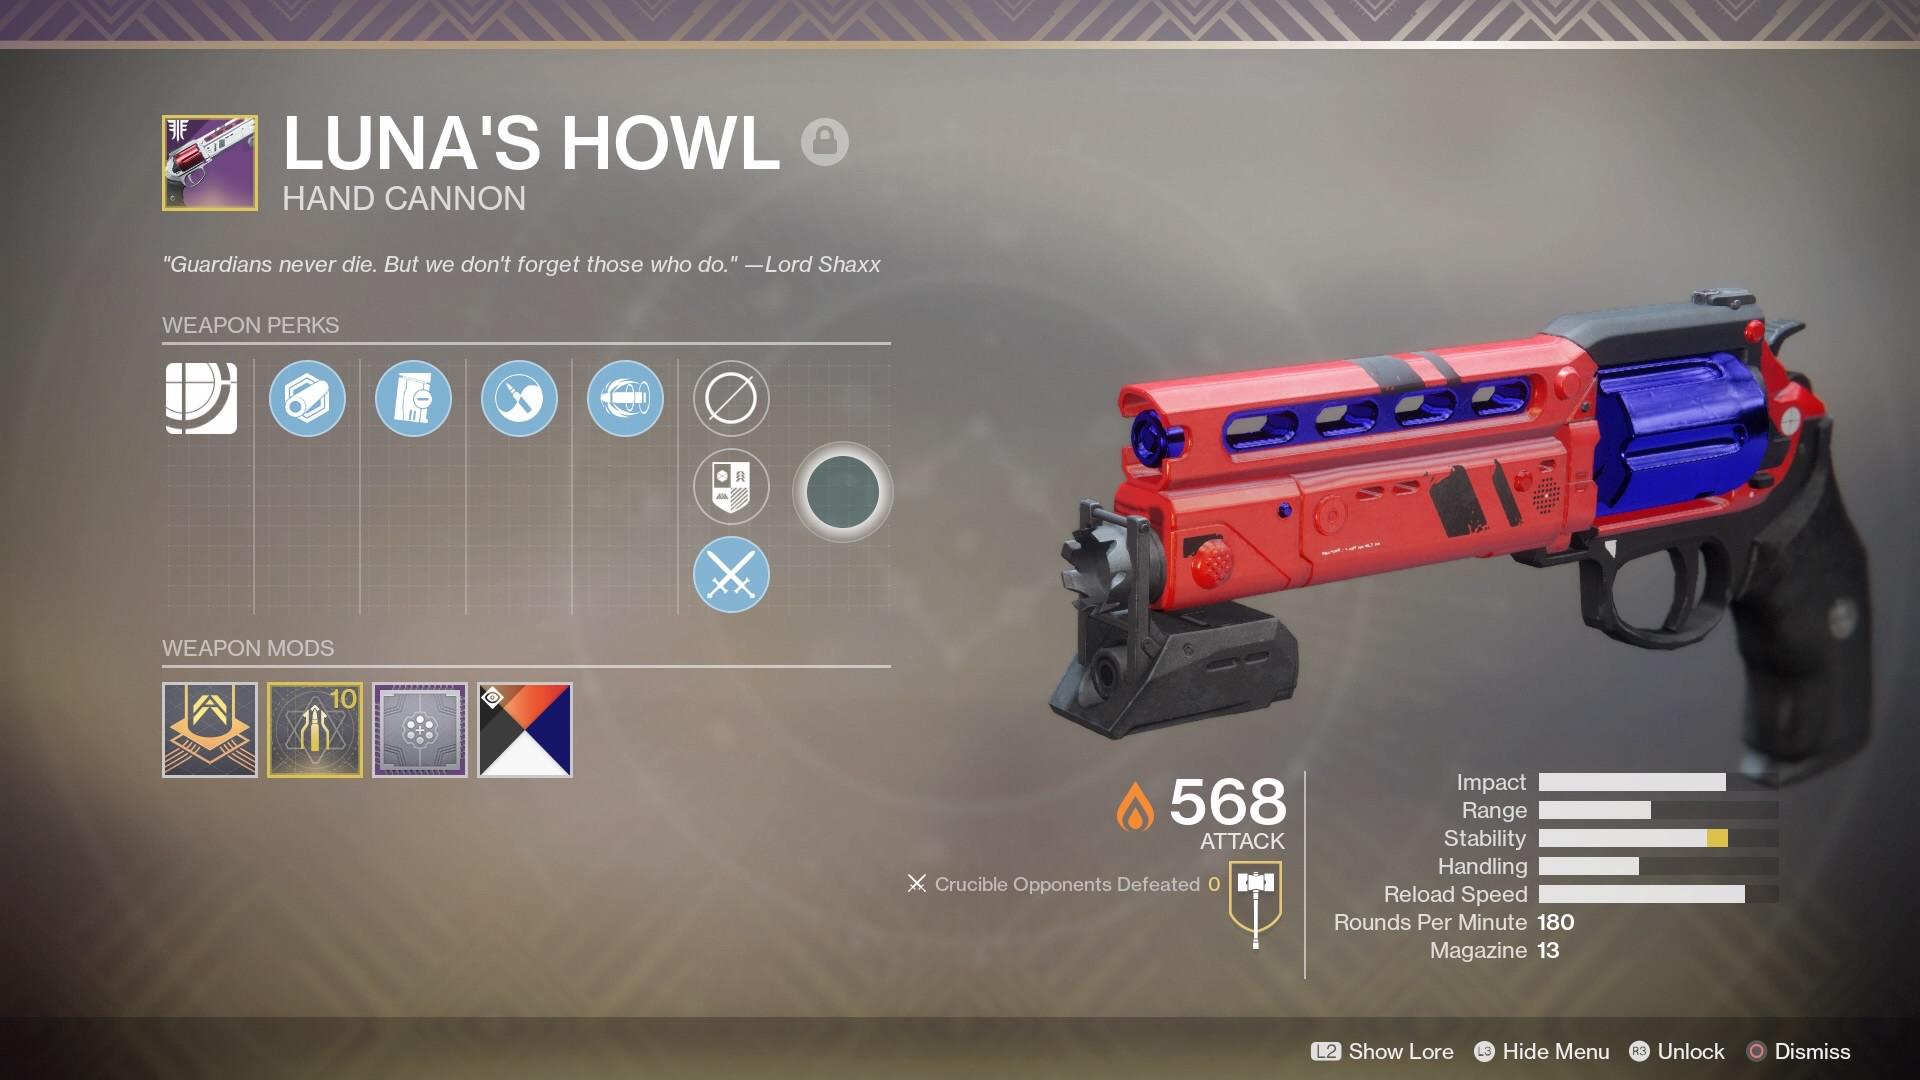 LUNA'S HOWL
HAND CANNON
"Guardians never die. But we don't forget those who do." —Lord Shaxx
WEAPON PERKS
WEAPON MODS
10
568
ATTACK
Crucible Opponents Defeated 0
Impact
Range
Stability
Handling
Reload Speed
Rounds Per Minute 180
Magazine 13
L2 Show Lore L3 Hide Menu R3 Unlock Dismiss